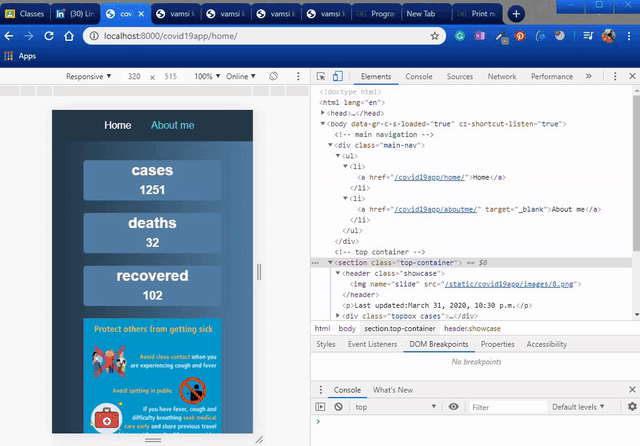 Classes
(30) Lin
cov
vamsi k
vamsi k
vamsi k
vamsi k
Progra
New Tab
Print n
localhost:8000/covid19app/home/
Apps
Responsive 320 × 515 100% Online
Elements Console Sources Network Performance »
Home About me
cases
1251
deaths
32
recovered
102
Protect others from getting sick
Avoid close contact when you
are experiencing cough and fever
Avoid spitting in public
If you have fever, cough and
difficulty breathing seek medical
care early and share previous travel
<!doctype html>
<html lang="en">
<head>…</head>
<body data-gr-c-s-loaded="true" cz-shortcut-listen="true">
<!-- main navigation -->
<div class="main-nav">
<ul>
<li>
<a href="/covid19app/home/">Home</a>
</li>
<li>
<a href="/covid19app/aboutme/" target="_blank">About me</a>
</li>
</ul>
</div>
<!-- top container -->
<section class="top-container"> == $0
<header class="showcase">
<img name="slide" src="/static/covid19app/images/8.png">
</header>
<p>Last updated:March 31, 2020, 10:30 p.m.</p>
<div class="topbox cases">…</div>
html body section.top-container header.showcase
Styles Event Listeners DOM Breakpoints Properties Accessibility
No breakpoints
Console What's New
top Filter Default levels